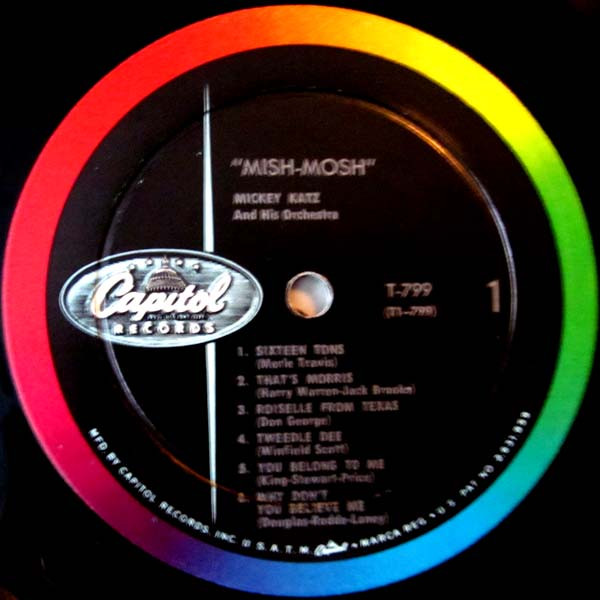 "MISH-MOSH"
MICKEY KATZ
And His Orchestra
Capitol
RECORDS
T-799
(T1-799)
1
1. SIXTEEN TONS
(Merle Travis)
2. THAT'S MORRIS
(Harry Warren-Jack Brooks)
3. ROISELLE FROM TEXAS
(Don George)
4. TWEEDLE DEE
(Winfield Scott)
5. YOU BELONG TO ME
(King-Stewart-Price)
6. WHY DON'T
YOU BELIEVE ME
(Douglas-Rodde-Laney)
MFD. BY CAPITOL RECORDS, INC. U.S.A. T.M. Capitol • MARCA REG. • U.S. PAT. NO.